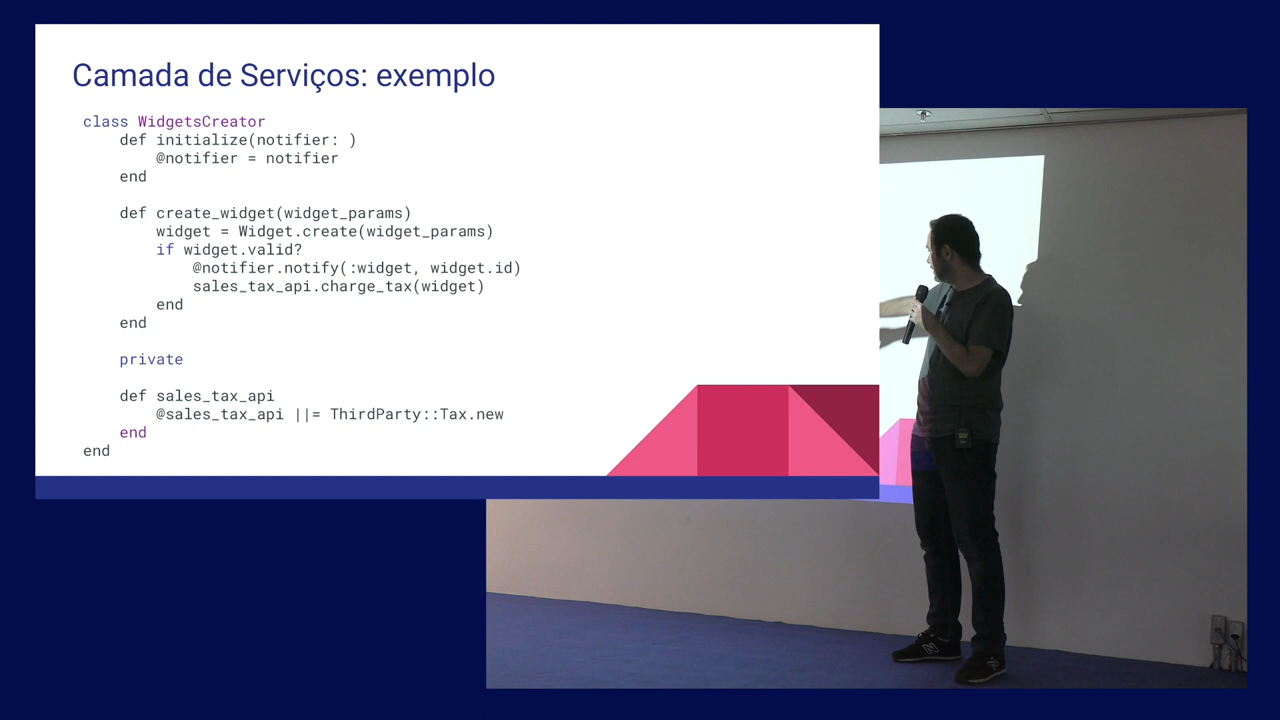 Camada de Serviços: exemplo
class WidgetsCreator
    def initialize(notifier: )
        @notifier = notifier
    end
    def create_widget(widget_params)
        widget = Widget.create(widget_params)
        if widget.valid?
            @notifier.notify(:widget, widget.id)
            sales_tax_api.charge_tax(widget)
        end
    end
    private
    def sales_tax_api
        @sales_tax_api ||= ThirdParty::Tax.new
    end
end